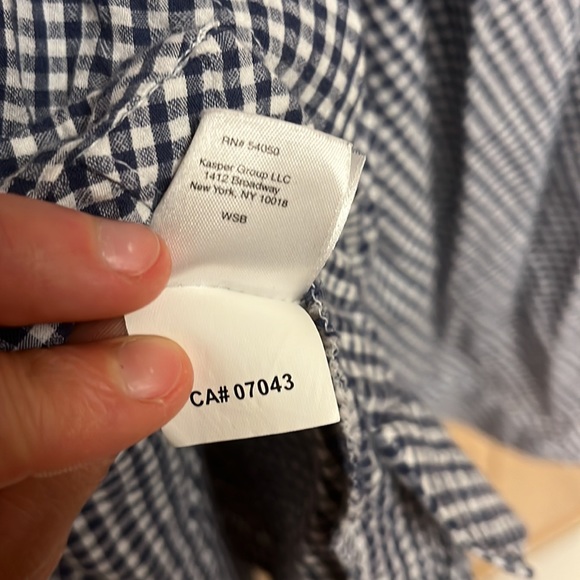 RN# 54050
Kasper Group LLC
1412 Broadway
New York, NY 10018
WSB
CA# 07043